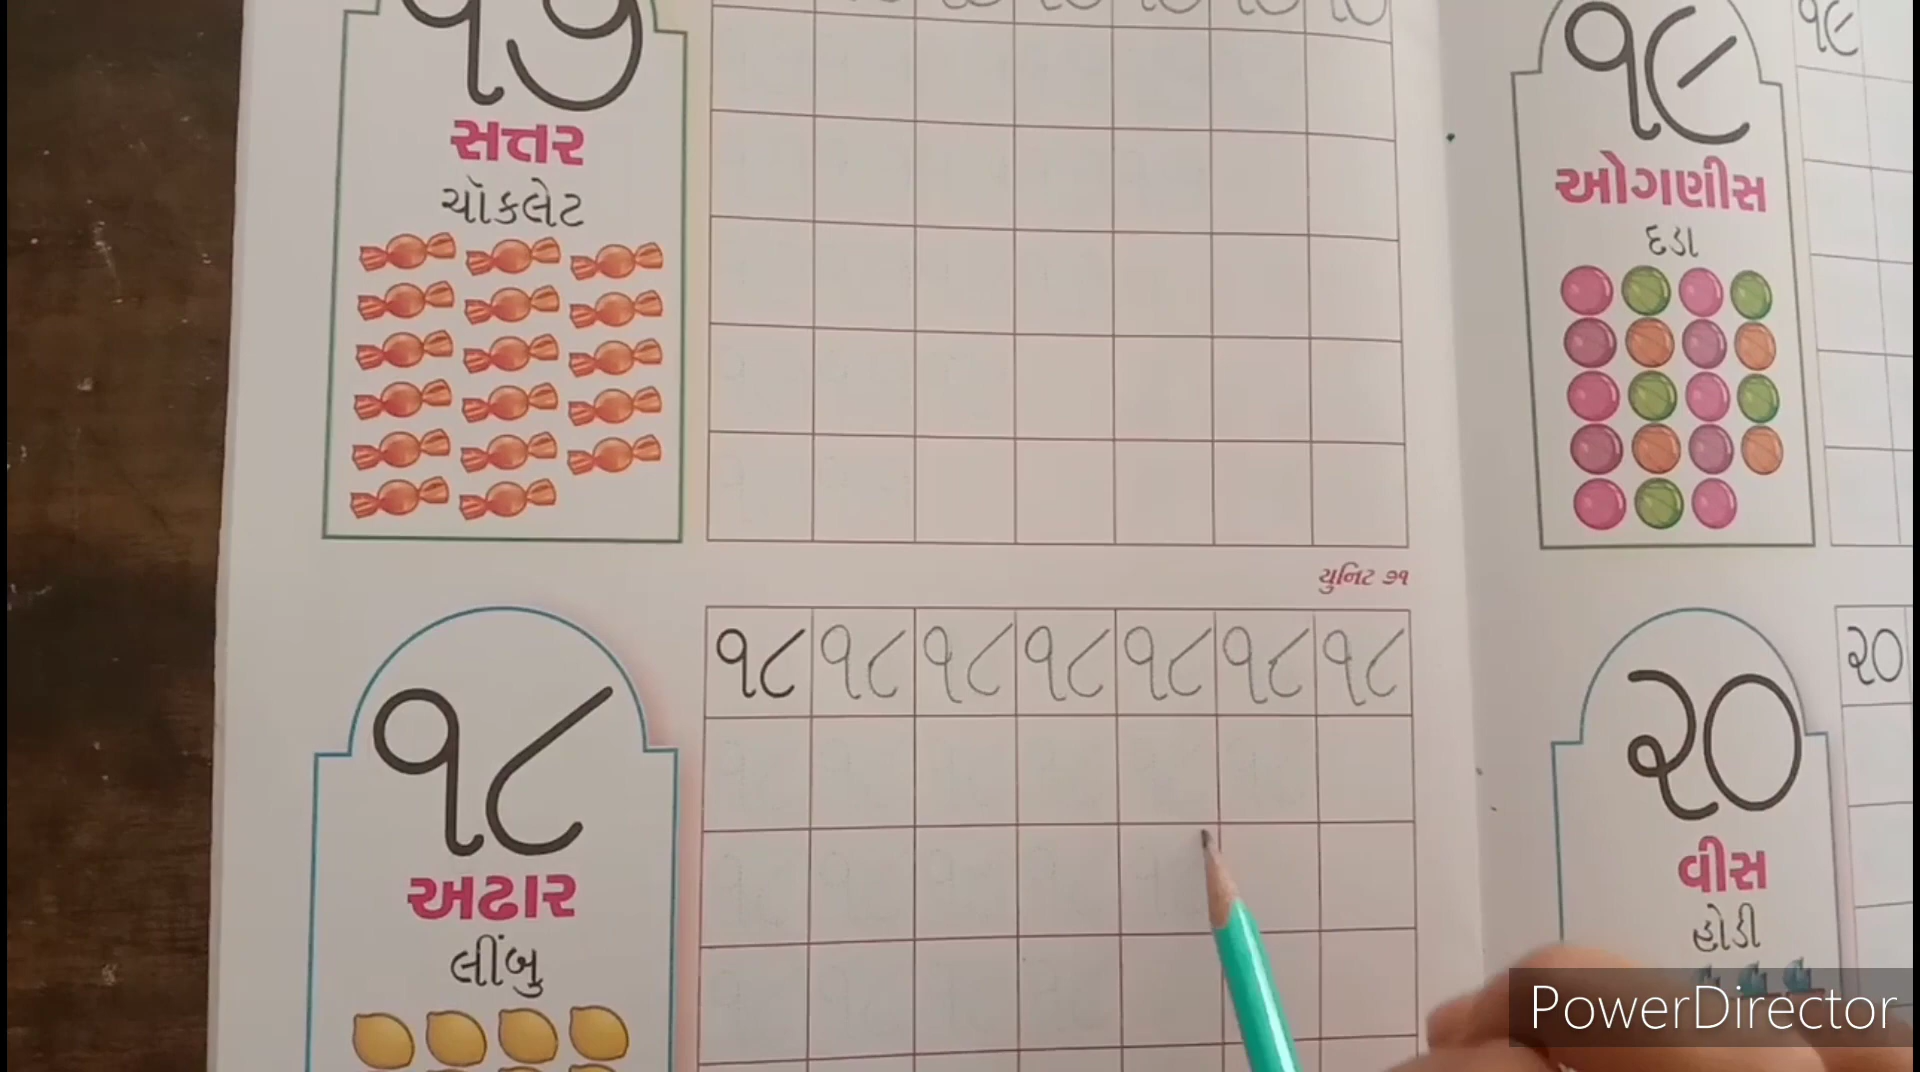 ૧૭
સત્તર
ચૉકલેટ
યુનિટ ૭૧
૧૮ ૧૮ ૧૮ ૧૮ ૧૮ ૧૮ ૧૮
૧૮
અઢાર
લીંબુ
૧૯ ૧૯
ઓગણીસ
દડા
૨૦ ૨૦
વીસ
હોડી
PowerDirector